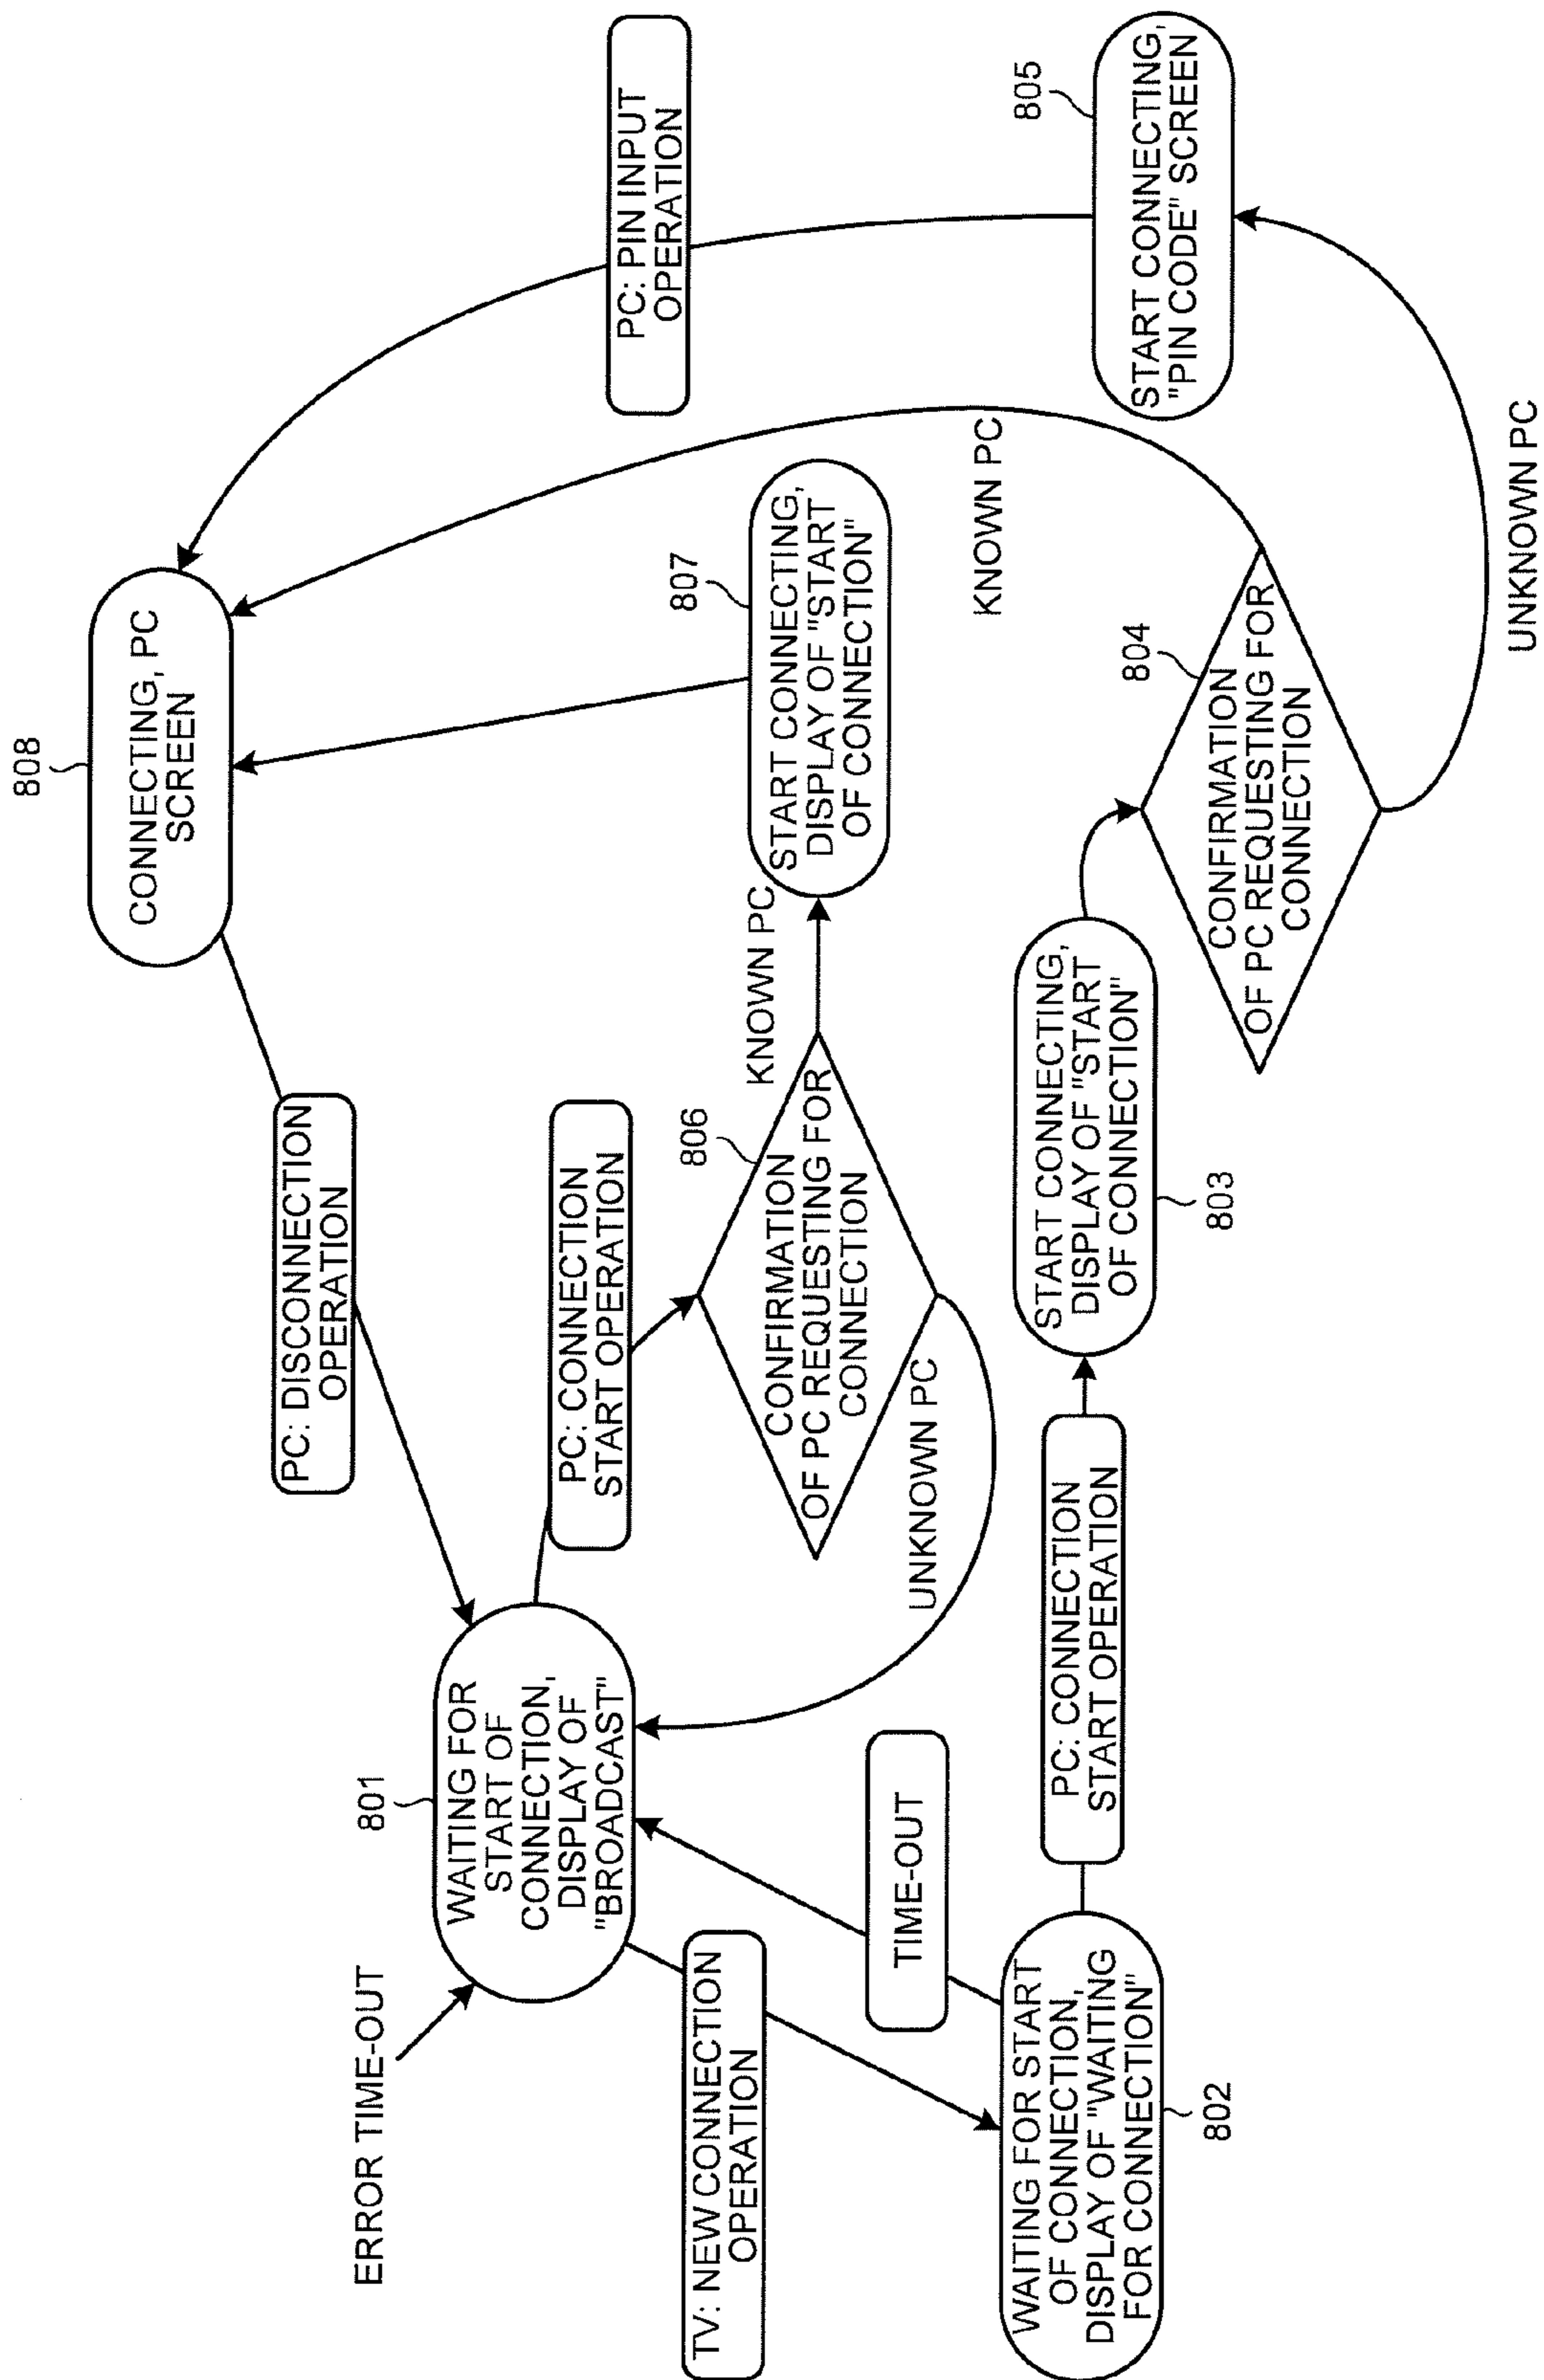 808
CONNECTING, PC
SCREEN
PC: DISCONNECTION
OPERATION
PC: PIN INPUT
OPERATION
ERROR TIME-OUT
801
WAITING FOR
START OF
CONNECTION,
DISPLAY OF
"BROADCAST"
PC: CONNECTION
START OPERATION
806
CONFIRMATION
OF PC REQUESTING FOR
CONNECTION
KNOWN PC
UNKNOWN PC
807
START CONNECTING,
DISPLAY OF "START
OF CONNECTION"
TV: NEW CONNECTION
OPERATION
TIME-OUT
WAITING FOR START
OF CONNECTION,
DISPLAY OF "WAITING
FOR CONNECTION"
802
PC: CONNECTION
START OPERATION
START CONNECTING,
DISPLAY OF "START
OF CONNECTION"
803
804
CONFIRMATION
OF PC REQUESTING FOR
CONNECTION
KNOWN PC
UNKNOWN PC
805
START CONNECTING,
"PIN CODE" SCREEN